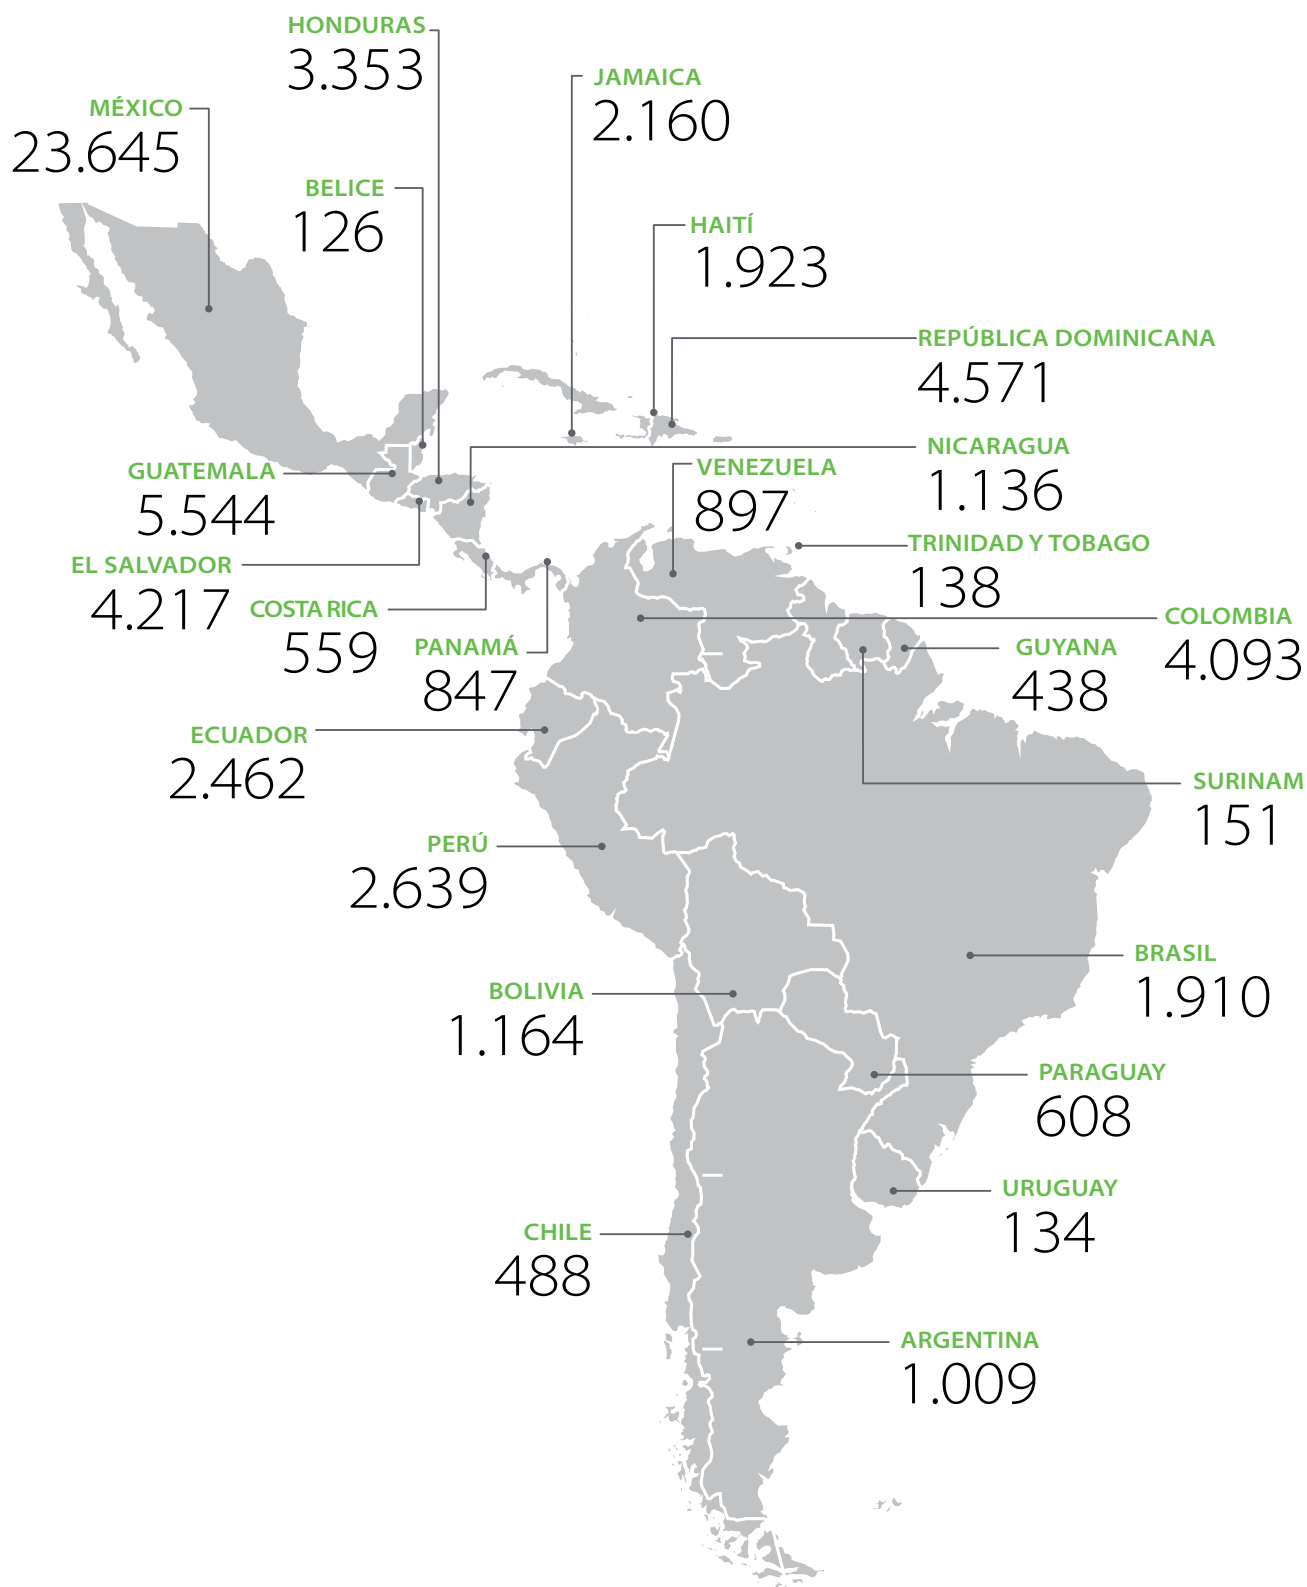 HONDURAS
3.353
JAMAICA
2.160
MÉXICO
23.645
BELICE
126
HAITÍ
1.923
REPÚBLICA DOMINICANA
4.571
NICARAGUA
1.136
GUATEMALA
5.544
VENEZUELA
897
TRINIDAD Y TOBAGO
138
EL SALVADOR
4.217
COSTA RICA
559
COLOMBIA
4.093
PANAMÁ
847
GUYANA
438
ECUADOR
2.462
SURINAM
151
PERÚ
2.639
BRASIL
1.910
BOLIVIA
1.164
PARAGUAY
608
URUGUAY
134
CHILE
488
ARGENTINA
1.009